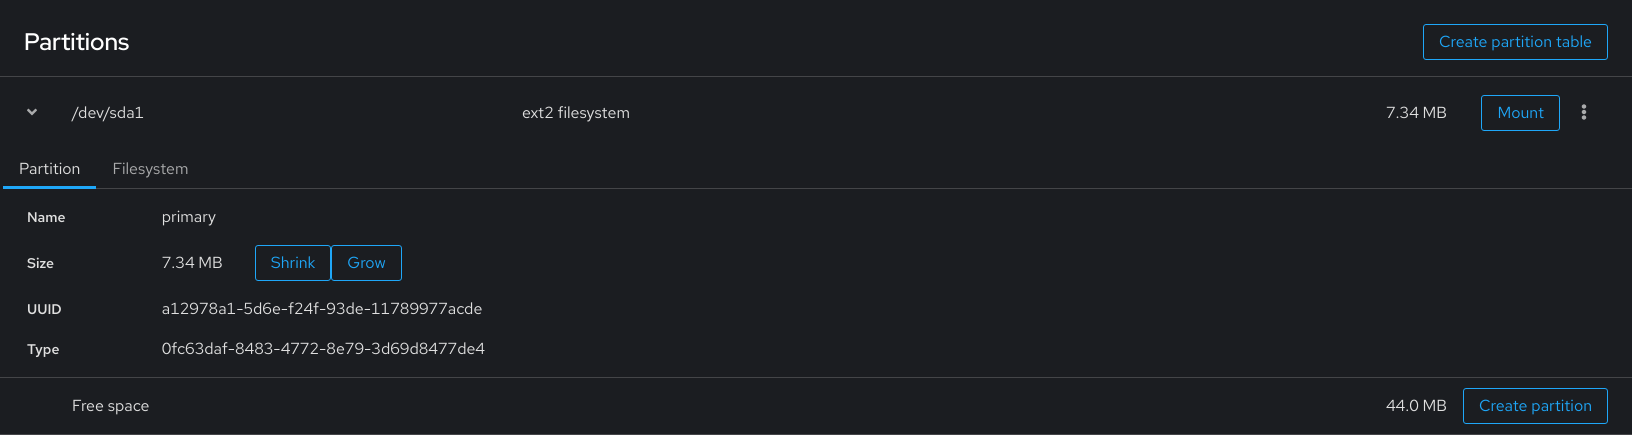 Partitions
Create partition table
/dev/sda1 ext2 filesystem 7.34 MB Mount
Partition Filesystem
Name primary
Size 7.34 MB Shrink Grow
UUID a12978a1-5d6e-f24f-93de-11789977acde
Type 0fc63daf-8483-4772-8e79-3d69d8477de4
Free space 44.0 MB Create partition